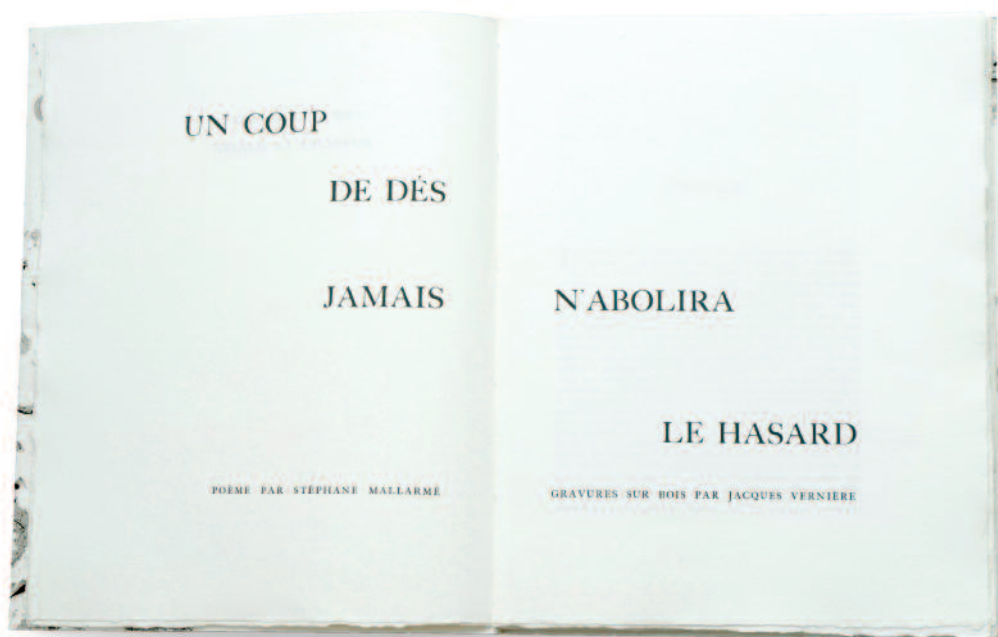 UN COUP
DE DÉS
JAMAIS
N'ABOLIRA
LE HASARD
POÈME PAR STÉPHANE MALLARMÉ
GRAVURES SUR BOIS PAR JACQUES VERNIÈRE